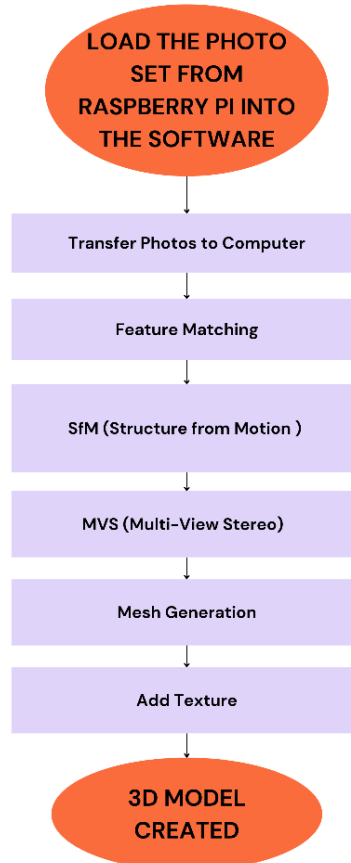 LOAD THE PHOTO
SET FROM
RASPBERRY PI INTO
THE SOFTWARE
Transfer Photos to Computer
Feature Matching
SfM (Structure from Motion )
MVS (Multi-View Stereo)
Mesh Generation
Add Texture
3D MODEL
CREATED